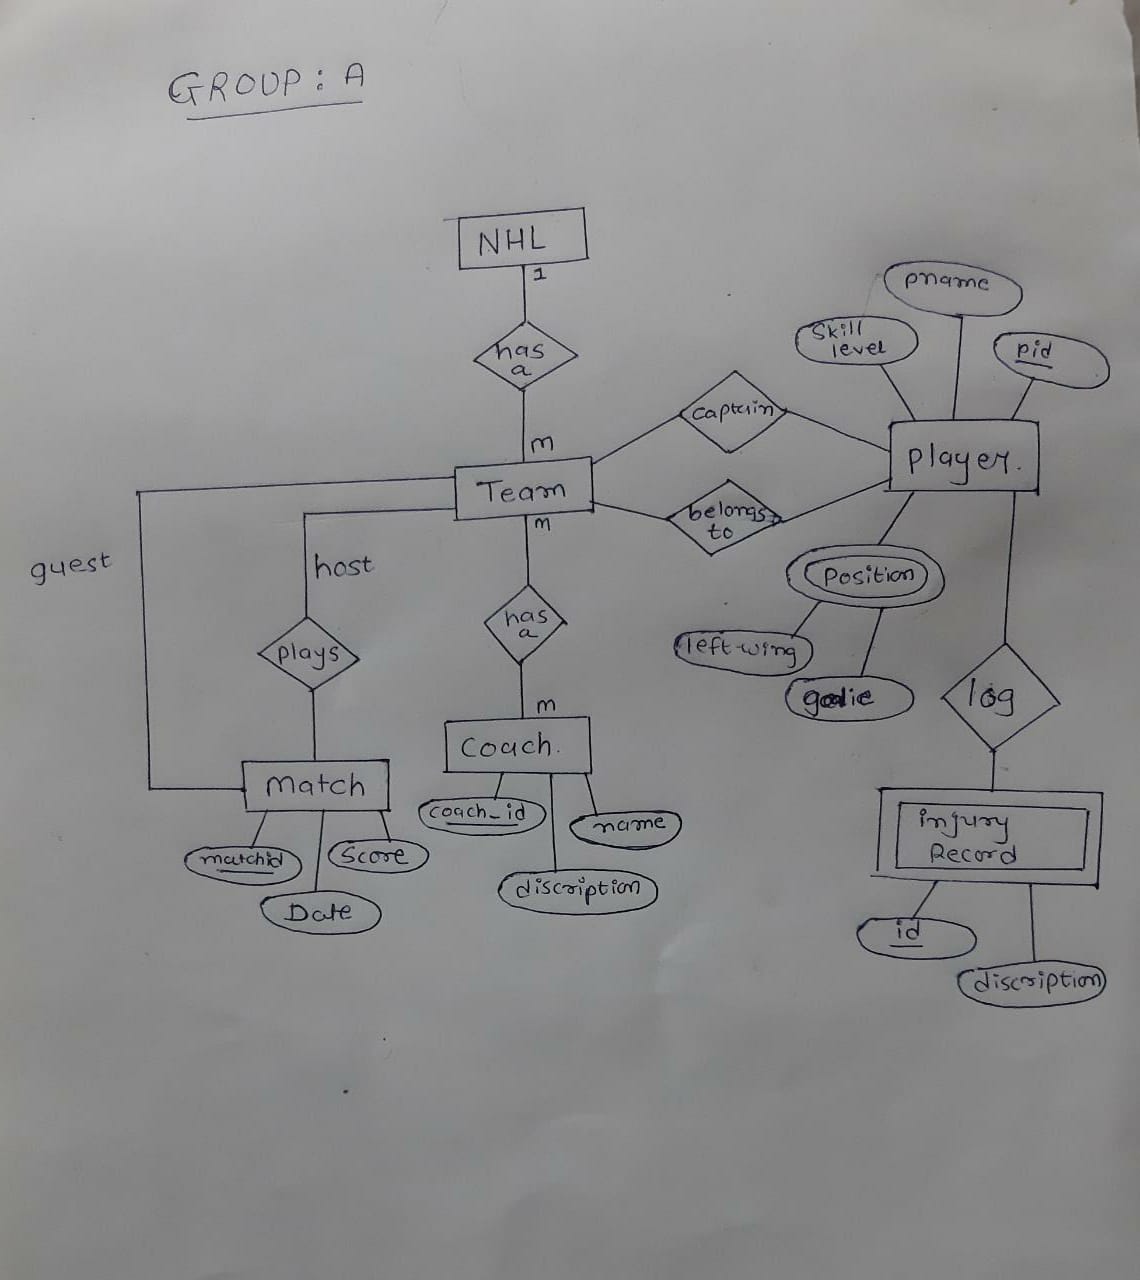 GROUP: A
NHL
1
has
a
m
Team
m
captain
belongs
to
pname
Skill
level
pid
player.
guest
host
plays
has
a
m
Coach.
Position
left-wing
goalie
log
match
matchid
Score
Date
coach_id
name
discription
injury
Record
id
discription